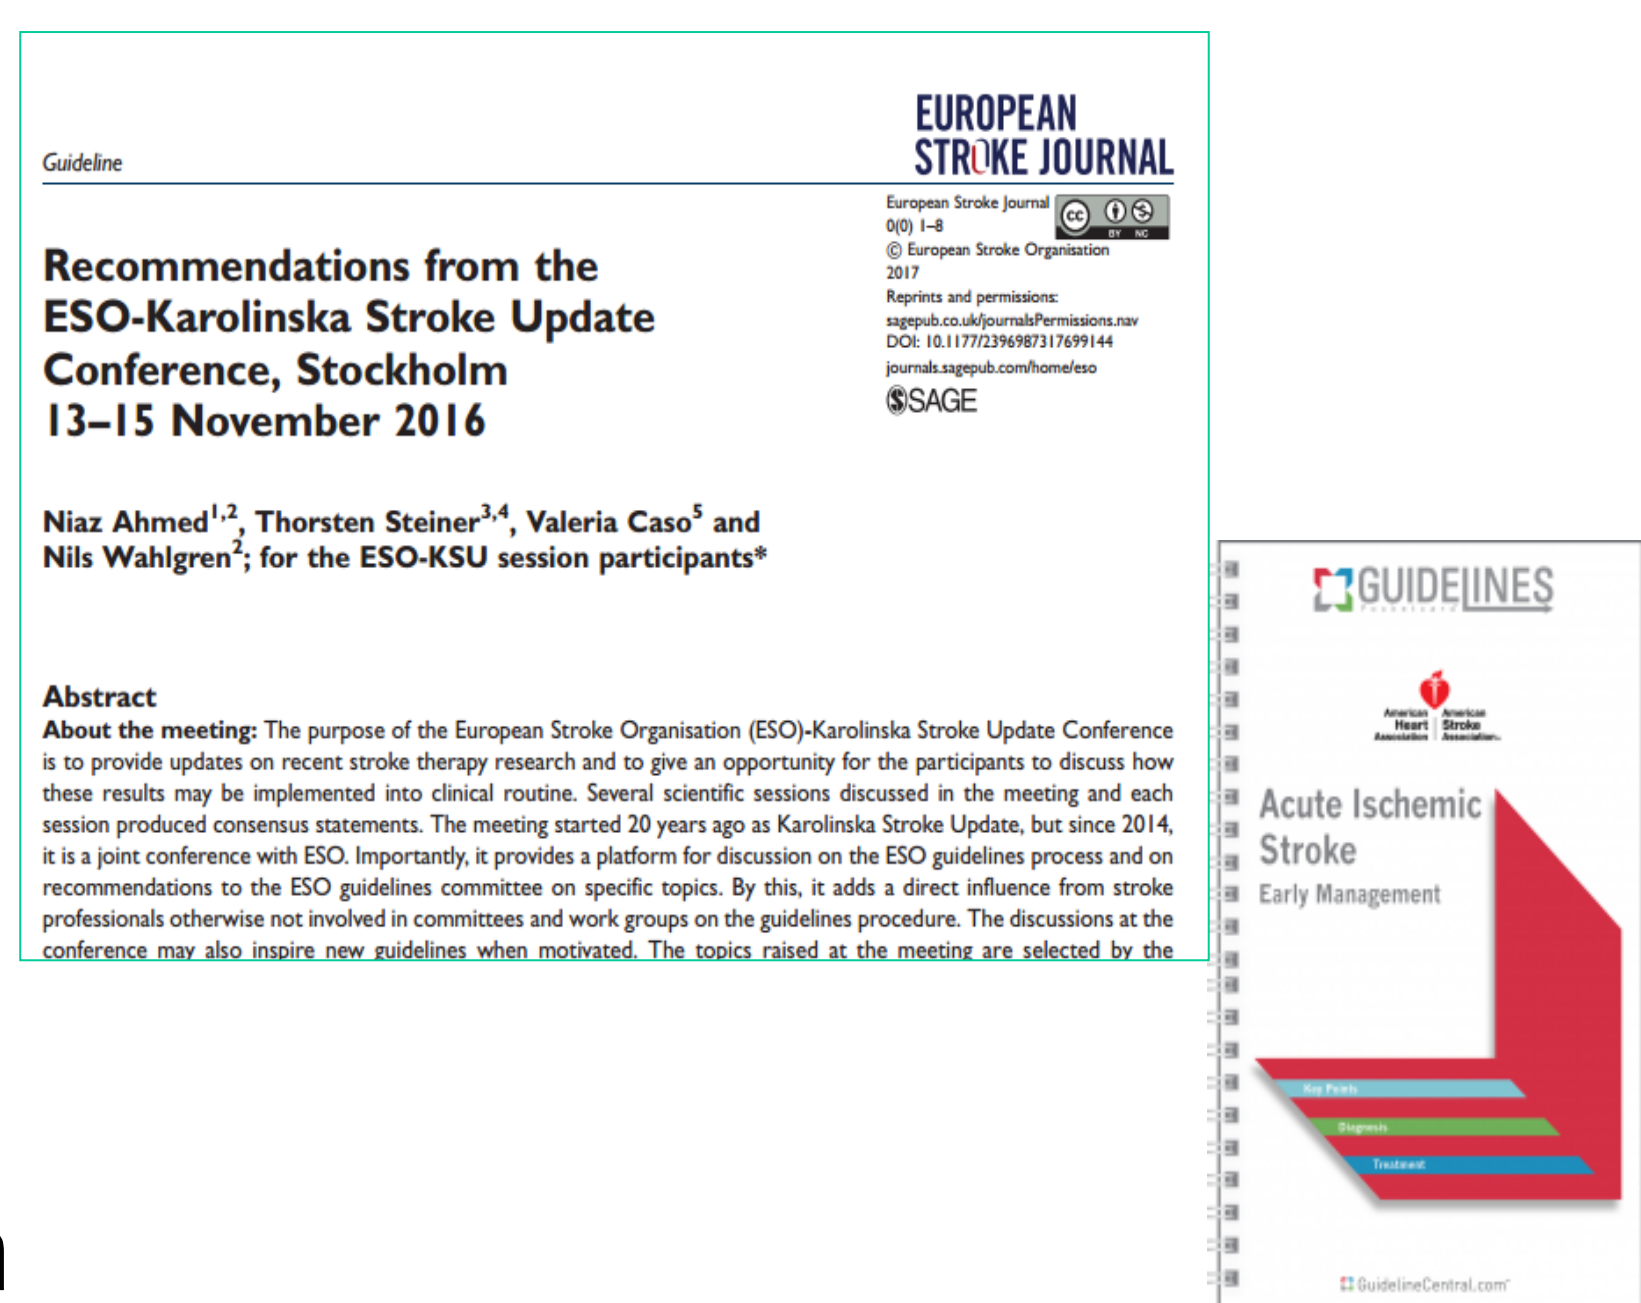 Guideline
EUROPEAN
STROKE JOURNAL
European Stroke Journal
0(0) 1–8
© European Stroke Organisation
2017
Reprints and permissions:
sagepub.co.uk/journalsPermissions.nav
DOI: 10.1177/2396987317699144
journals.sagepub.com/home/eso
SAGE
cc
BY NC
Recommendations from the
ESO-Karolinska Stroke Update
Conference, Stockholm
13–15 November 2016
Niaz Ahmed1,2, Thorsten Steiner3,4, Valeria Caso5 and
Nils Wahlgren2; for the ESO-KSU session participants*
Abstract
About the meeting: The purpose of the European Stroke Organisation (ESO)-Karolinska Stroke Update Conference
is to provide updates on recent stroke therapy research and to give an opportunity for the participants to discuss how
these results may be implemented into clinical routine. Several scientific sessions discussed in the meeting and each
session produced consensus statements. The meeting started 20 years ago as Karolinska Stroke Update, but since 2014,
it is a joint conference with ESO. Importantly, it provides a platform for discussion on the ESO guidelines process and on
recommendations to the ESO guidelines committee on specific topics. By this, it adds a direct influence from stroke
professionals otherwise not involved in committees and work groups on the guidelines procedure. The discussions at the
conference may also inspire new guidelines when motivated. The topics raised at the meeting are selected by the
GUIDELINES
American American
Heart Stroke
Association Association
Acute Ischemic
Stroke
Early Management
Key Points
Diagnosis
Treatment
GuidelineCentral.com